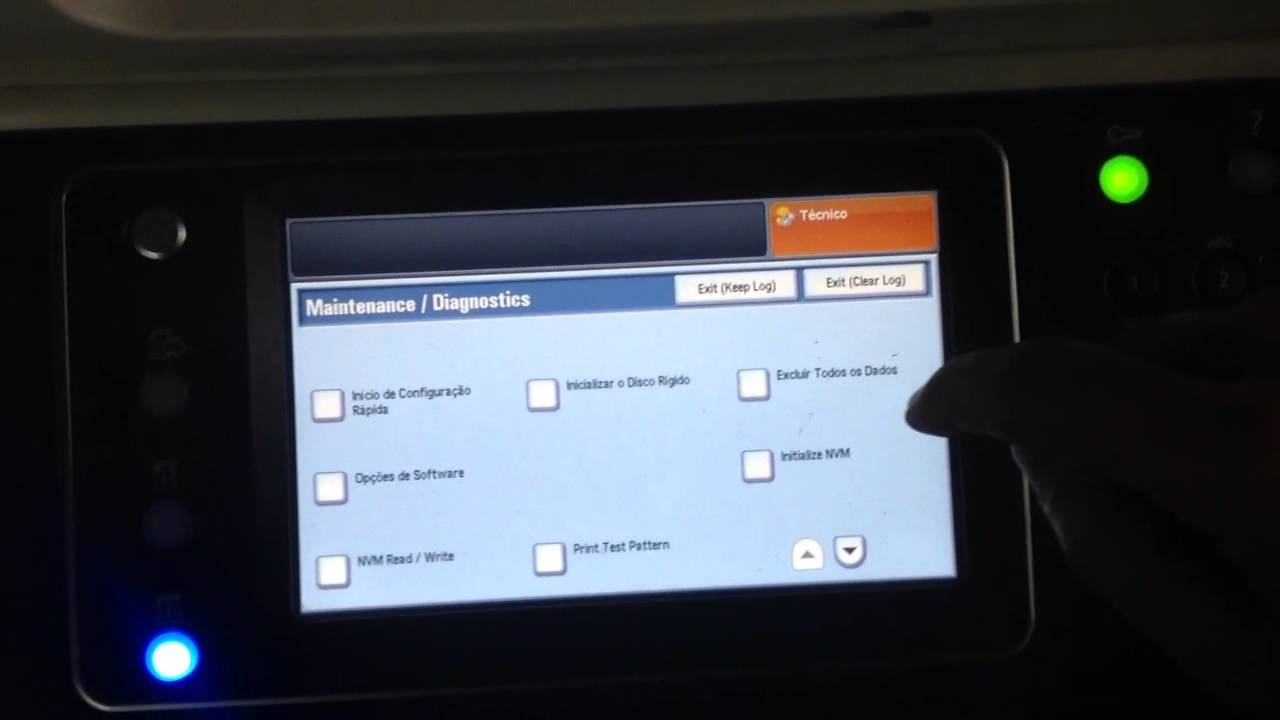 Técnico
Maintenance / Diagnostics
Exit (Keep Log)
Exit (Clear Log)
Início de Configuração
Rápida
Inicializar o Disco Rígido
Excluir Todos os Dados
Opções de Software
Initialize NVM
NVM Read / Write
Print Test Pattern
?
2